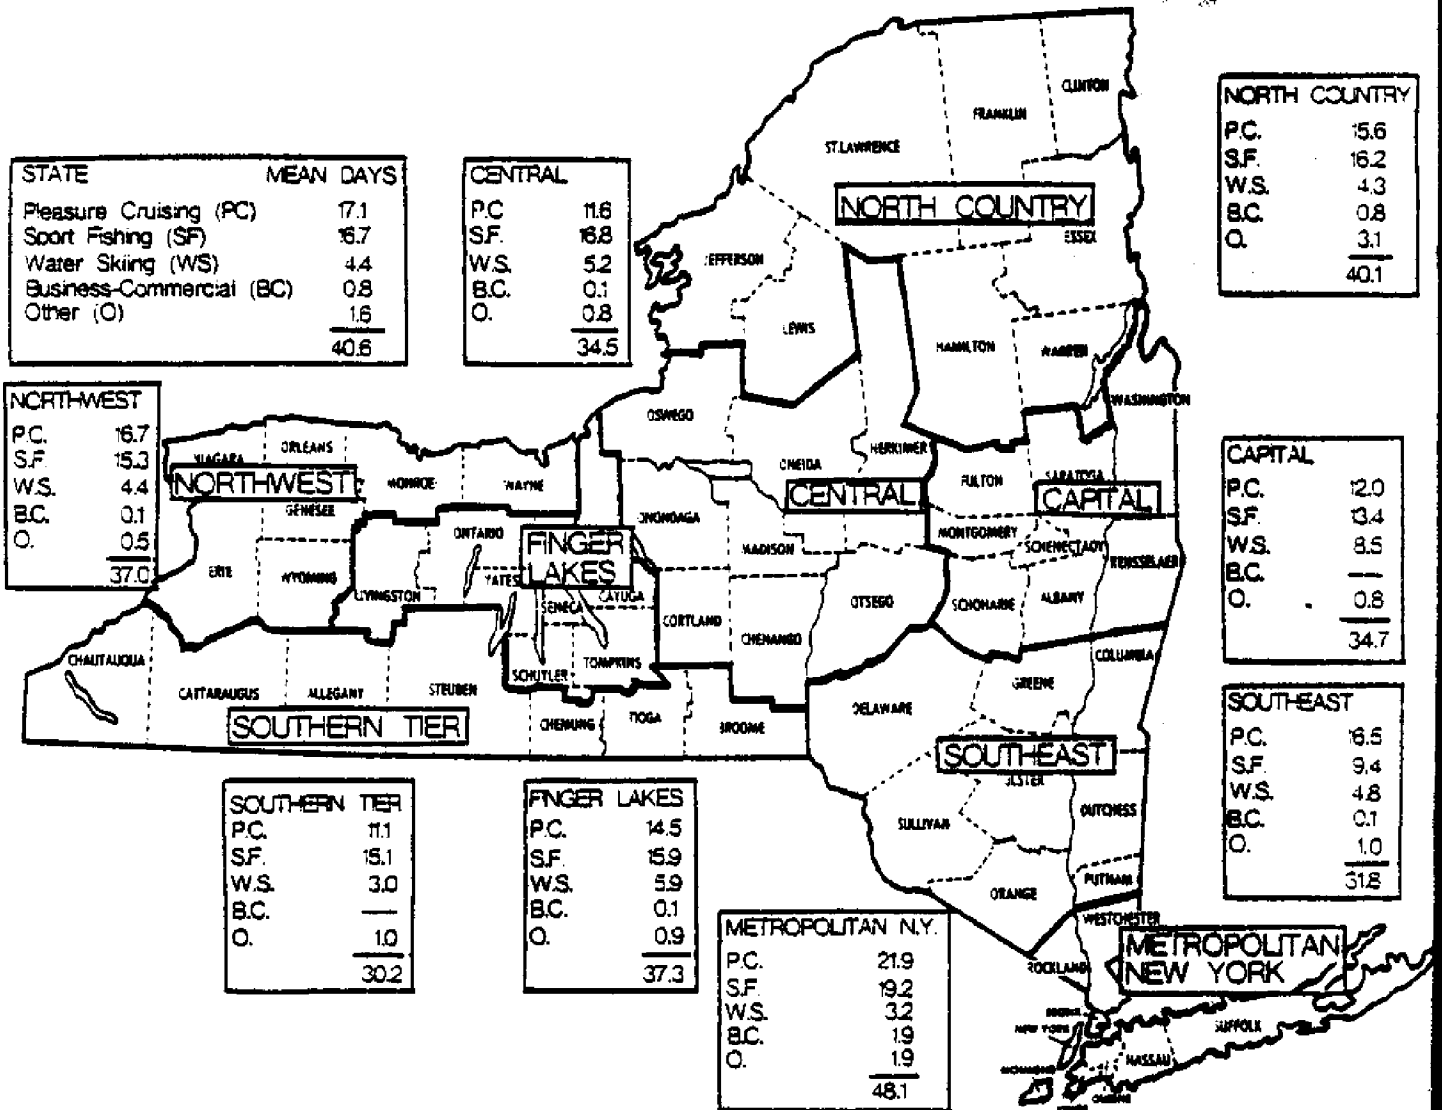 STATE MEAN DAYS
Pleasure Cruising (PC) 17.1
Sport Fishing (SF) 16.7
Water Skiing (WS) 4.4
Business-Commercial (BC) 0.8
Other (O) 1.6
40.6
CENTRAL
P.C 11.6
S.F. 16.8
W.S. 5.2
B.C. 0.1
O. 0.8
34.5
NORTH COUNTRY
P.C. 15.6
S.F. 16.2
W.S. 4.3
B.C. 0.8
O. 3.1
40.1
NORTHWEST
P.C. 16.7
S.F. 15.3
W.S. 4.4
B.C. 0.1
O. 0.5
37.0
CAPITAL
P.C. 12.0
S.F. 13.4
W.S. 8.5
B.C. —
O. 0.8
34.7
SOUTHEAST
P.C. 16.5
S.F. 9.4
W.S. 4.8
B.C. 0.1
O. 1.0
31.8
SOUTHERN TIER
P.C. 11.1
S.F. 15.1
W.S. 3.0
B.C. —
O. 1.0
30.2
FINGER LAKES
P.C. 14.5
S.F. 15.9
W.S. 5.9
B.C. 0.1
O. 0.9
37.3
METROPOLITAN N.Y.
P.C. 21.9
S.F. 19.2
W.S. 3.2
B.C. 1.9
O. 1.9
48.1
CLINTON
FRANKLIN
ST.LAWRENCE
NORTH COUNTRY
ESSEX
JEFFERSON
LEWIS
HAMILTON
WARREN
WASHINGTON
OSWEGO
HERKIMER
ONEIDA
ORLEANS
NIAGARA
NORTHWEST
MONROE
WAYNE
GENESEE
FULTON
SARATOGA
CENTRAL
CAPITAL
ONONDAGA
MADISON
MONTGOMERY
SCHENECTADY
RENSSELAER
ONTARIO
FINGER
LAKES
YATES
ERIE
WYOMING
LIVINGSTON
SENECA
CAYUGA
CORTLAND
CHENANGO
OTSEGO
SCHOHARIE
ALBANY
CHAUTAUQUA
CATTARAUGUS
ALLEGANY
STEUBEN
SCHUYLER
TOMPKINS
SOUTHERN TIER
CHEMUNG
TIOGA
BROOME
DELAWARE
GREENE
COLUMBIA
SOUTHEAST
ULSTER
SULLIVAN
DUTCHESS
ORANGE
PUTNAM
WESTCHESTER
ROCKLAND
METROPOLITAN
NEW YORK
BRONX
NEW YORK
SUFFOLK
NASSAU
RICHMOND
QUEENS